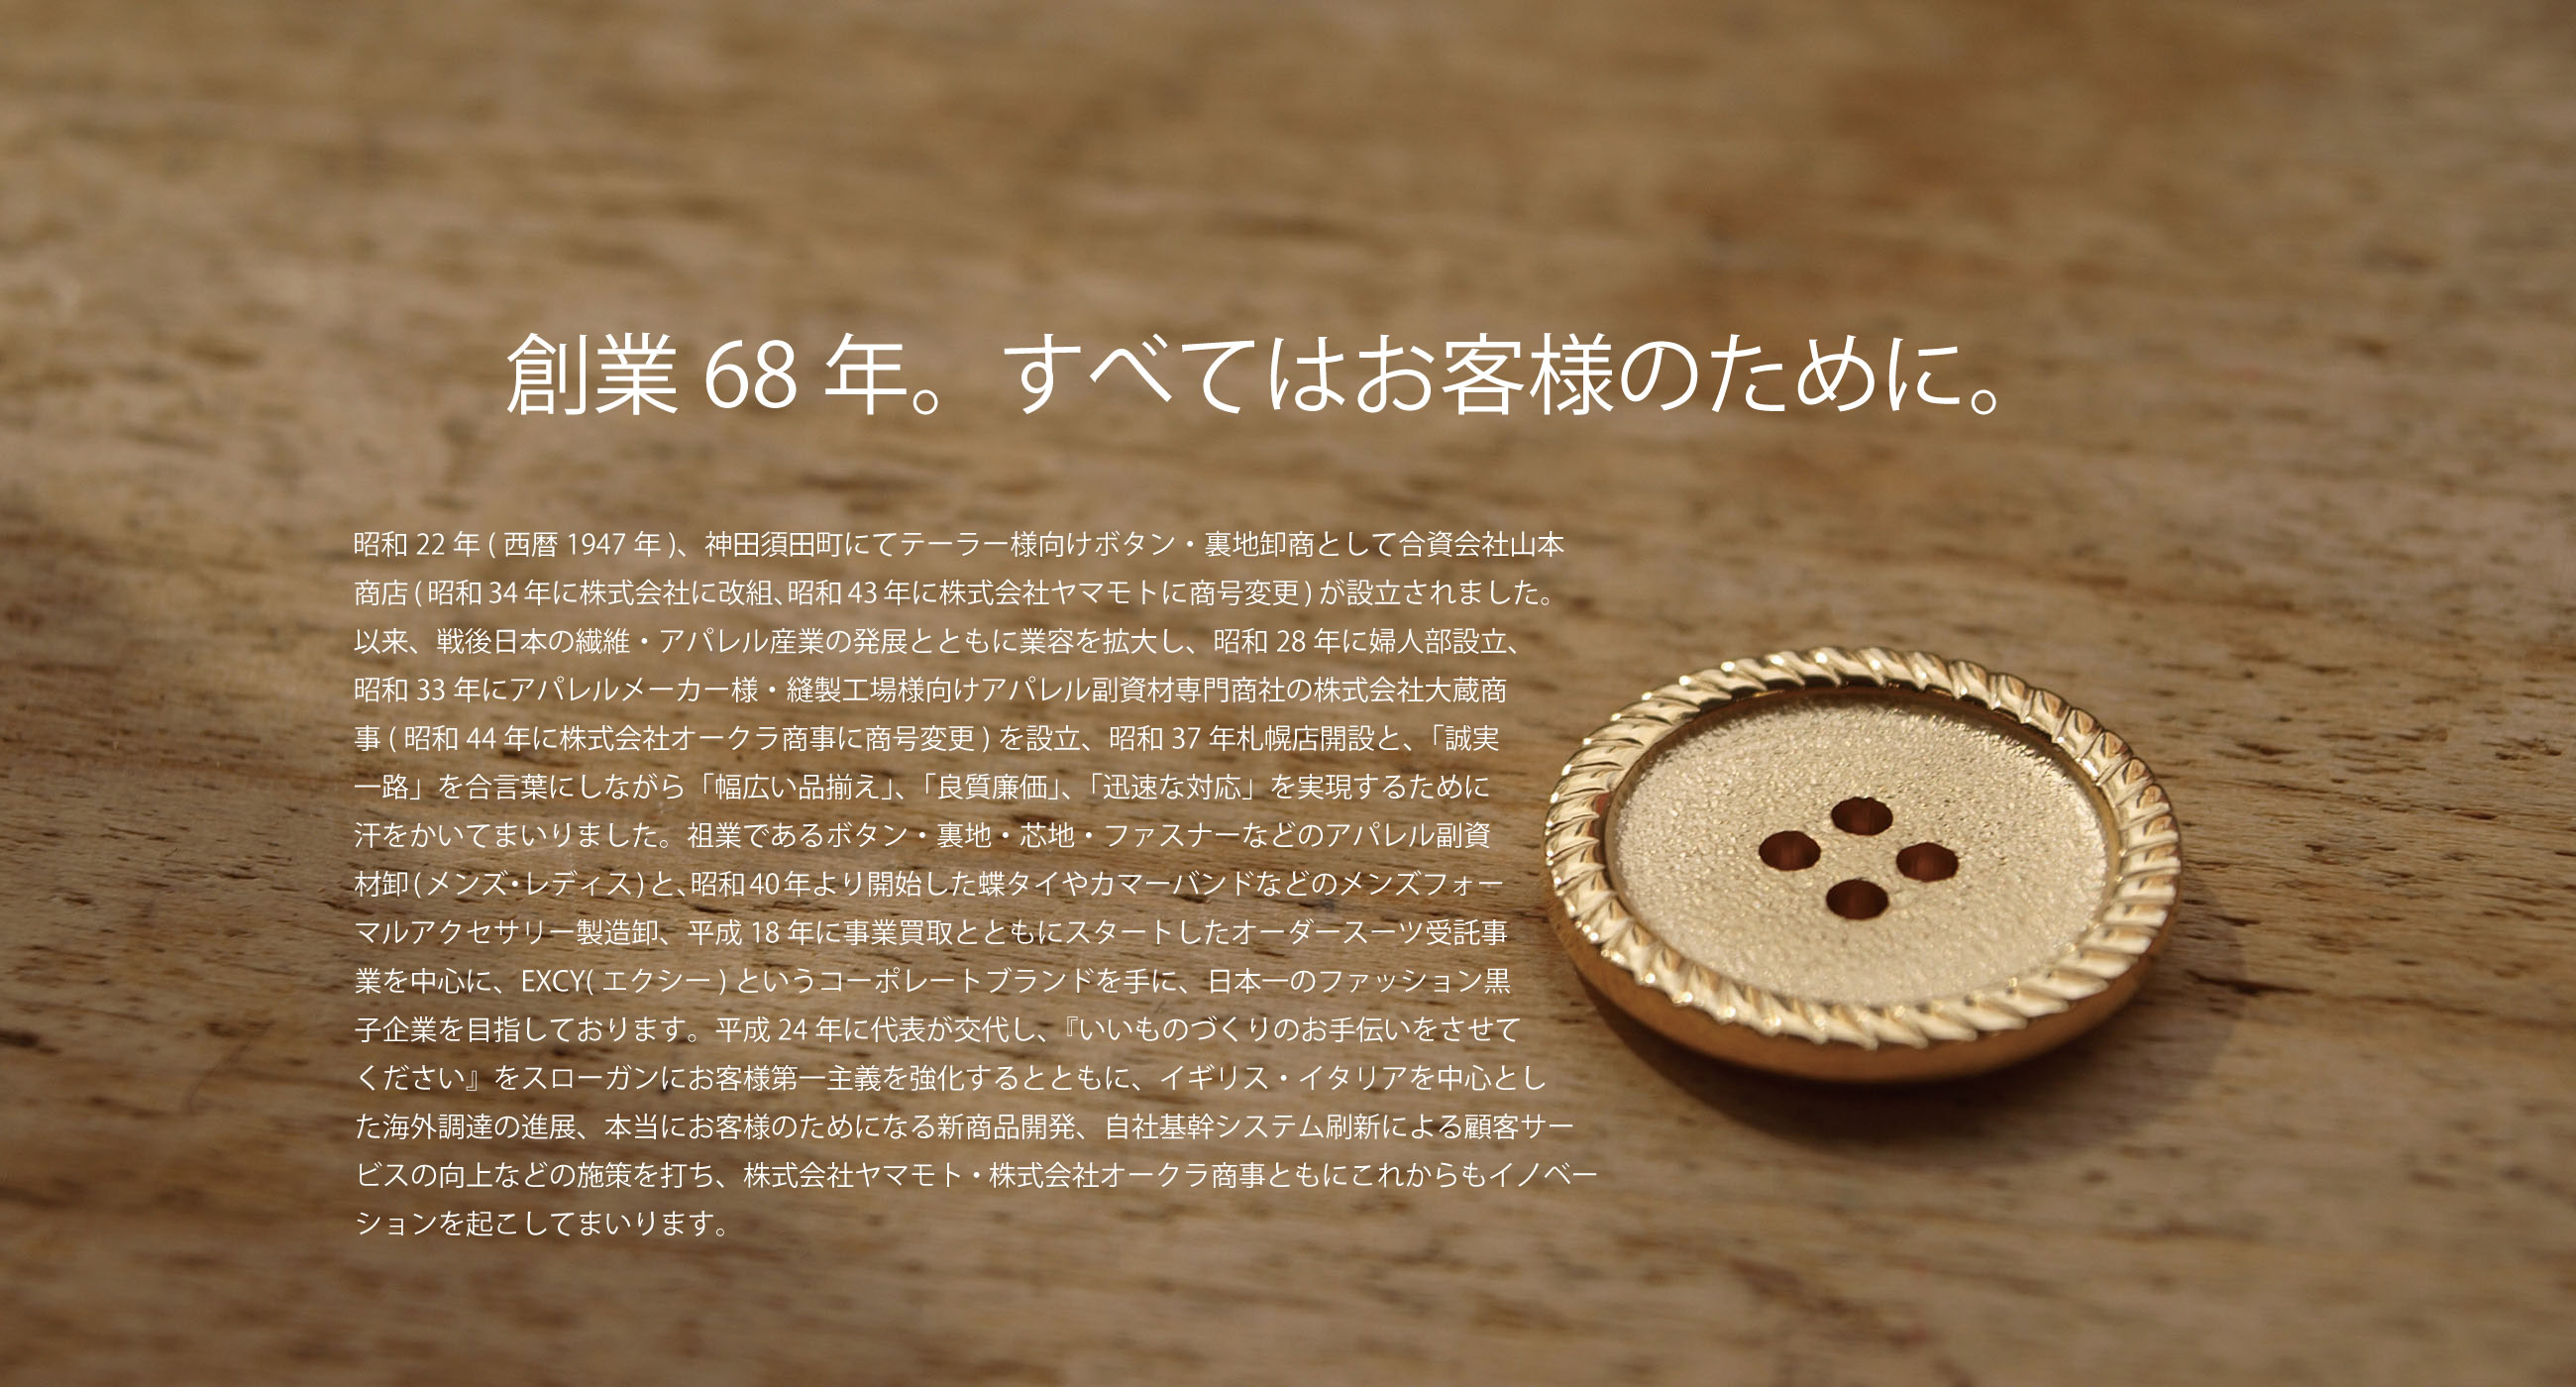 創業 68 年。すべてはお客様のために。
昭和 22 年 ( 西暦 1947 年 )、神田須田町にてテーラー様向けボタン・裏地卸商として合資会社山本
商店 ( 昭和 34 年に株式会社に改組、昭和 43 年に株式会社ヤマモトに商号変更 ) が設立されました。
以来、戦後日本の繊維・アパレル産業の発展とともに業容を拡大し、昭和 28 年に婦人部設立、
昭和 33 年にアパレルメーカー様・縫製工場様向けアパレル副資材専門商社の株式会社大蔵商
事 ( 昭和 44 年に株式会社オークラ商事に商号変更 ) を設立、昭和 37 年札幌店開設と、「誠実
一路」を合言葉にしながら「幅広い品揃え」、「良質廉価」、「迅速な対応」を実現するために
汗をかいてまいりました。祖業であるボタン・裏地・芯地・ファスナーなどのアパレル副資
材卸 ( メンズ・レディス ) と、昭和 40 年より開始した蝶タイやカマーバンドなどのメンズフォー
マルアクセサリー製造卸、平成 18 年に事業買取とともにスタートしたオーダースーツ受託事
業を中心に、EXCY( エクシー ) というコーポレートブランドを手に、日本一のファッション黒
子企業を目指しております。平成 24 年に代表が交代し、『いいものづくりのお手伝いをさせて
ください』をスローガンにお客様第一主義を強化するとともに、イギリス・イタリアを中心とし
た海外調達の進展、本当にお客様のためになる新商品開発、自社基幹システム刷新による顧客サー
ビスの向上などの施策を打ち、株式会社ヤマモト・株式会社オークラ商事ともにこれからもイノベー
ションを起こしてまいります。